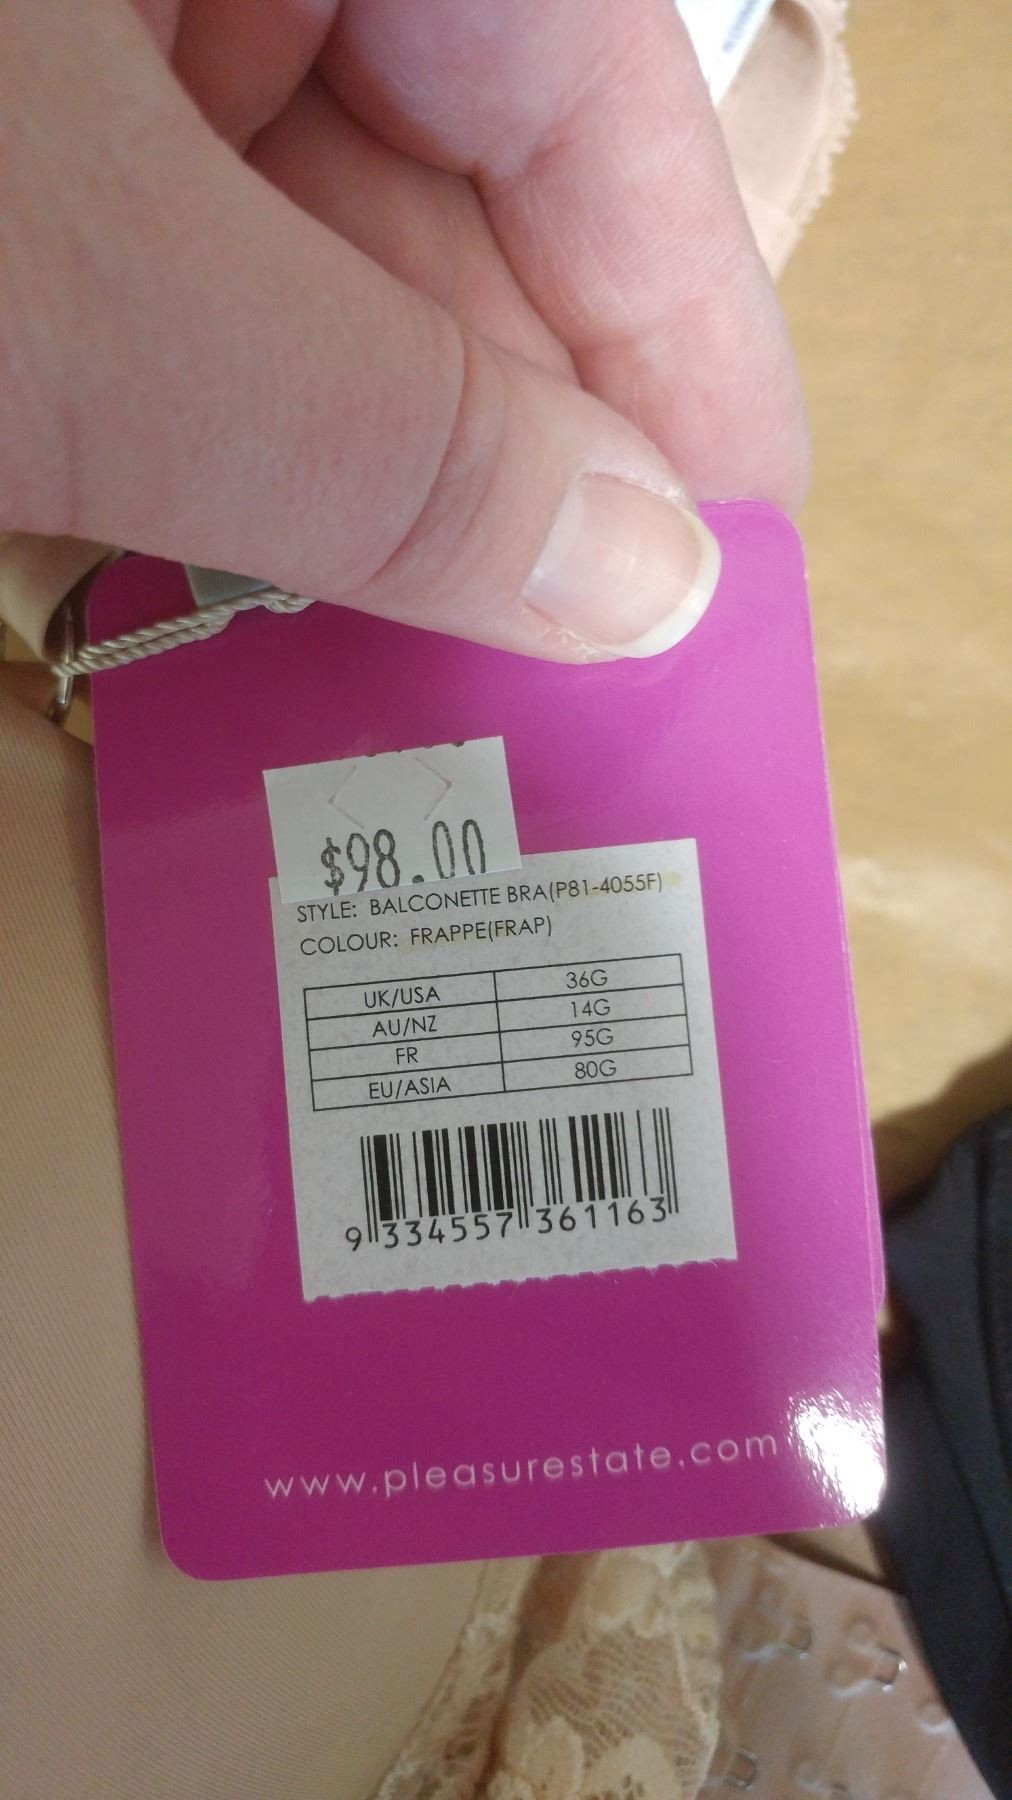 $98.00
STYLE: BALCONETTE BRA(P81-4055F)
COLOUR: FRAPPE(FRAP)
UK/USA 36G
AU/NZ 14G
FR 95G
EU/ASIA 80G
9 334557 361163
www.pleasurestate.com